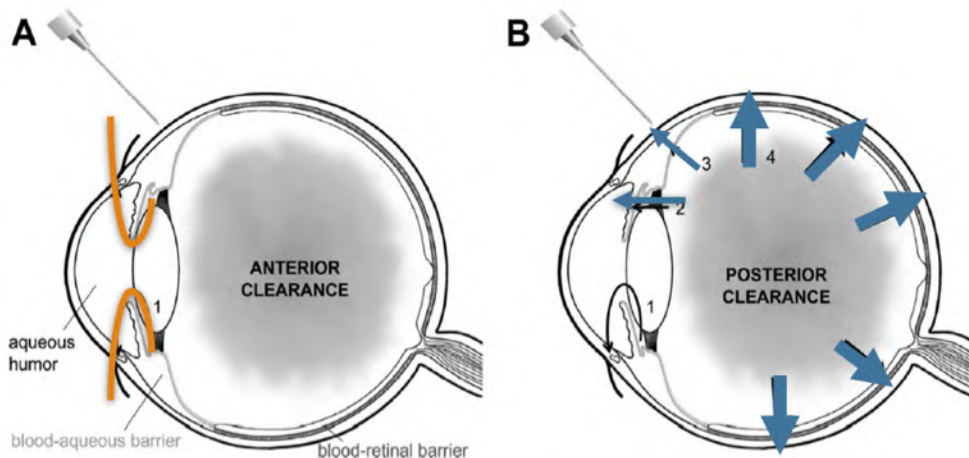 A
ANTERIOR
CLEARANCE
1
aqueous
humor
blood-aqueous barrier
blood-retinal barrier
B
3
4
2
POSTERIOR
CLEARANCE
1